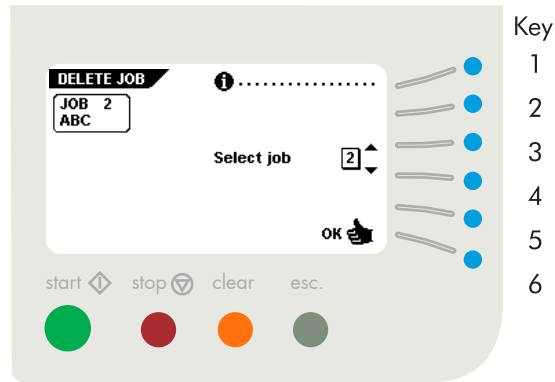 Key
DELETE JOB
i
1
JOB 2
ABC
2
3
Select job 2
4
5
OK
6
start stop clear esc.